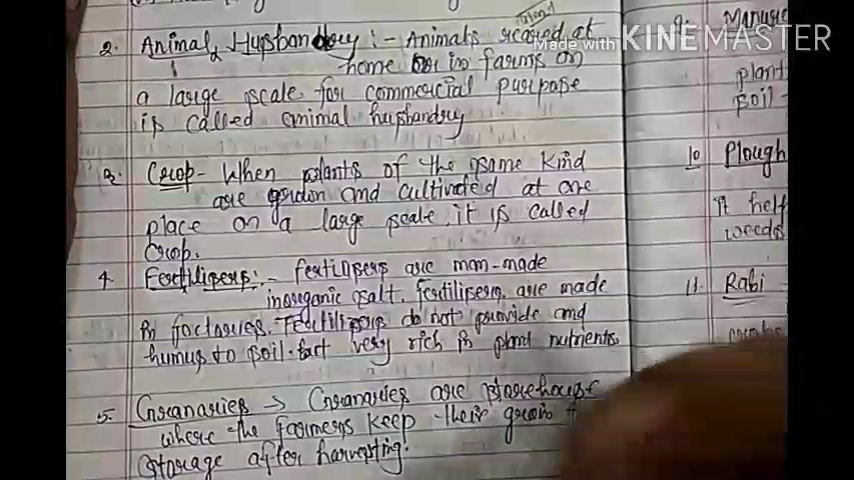 2. Animal Husbandry :- Animals reared at
home or in farms on
a large scale for commercial purpose
is called animal husbandry
Crop - When plants of the same kind
are grown and cultivated at one
place on a large scale it is called
crop.
4. Fertilisers :- fertilisers are man-made
inorganic salt. fertilisers are made
in factories. Fertilisers do not provide and
humus to soil. but very rich in plant nutrients.
5. Granaries → Granaries are storehouse
where the farmers keep their grain
storage after harvesting.
Made with KINEMASTER
9. Manure
plant
soil -
10 Plough
It hel
weeds
11. Rabi